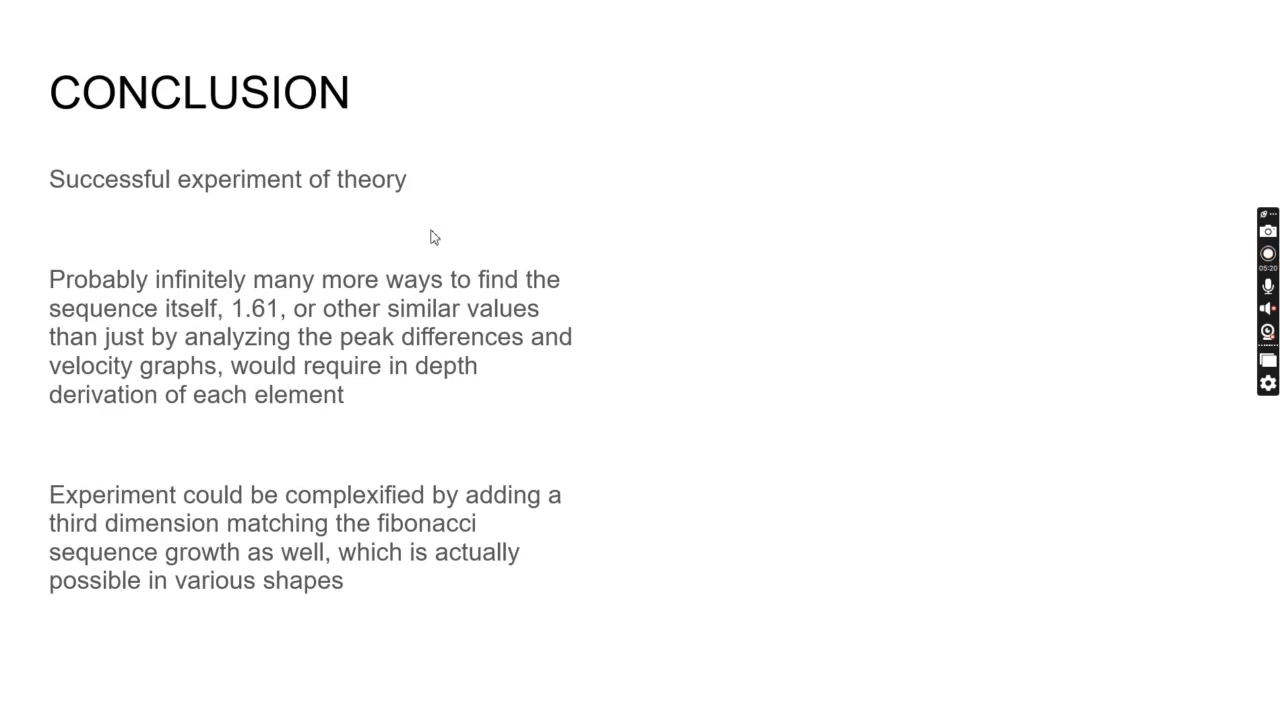 CONCLUSION
Successful experiment of theory
Probably infinitely many more ways to find the
sequence itself, 1.61, or other similar values
than just by analyzing the peak differences and
velocity graphs, would require in depth
derivation of each element
Experiment could be complexified by adding a
third dimension matching the fibonacci
sequence growth as well, which is actually
possible in various shapes
05:20